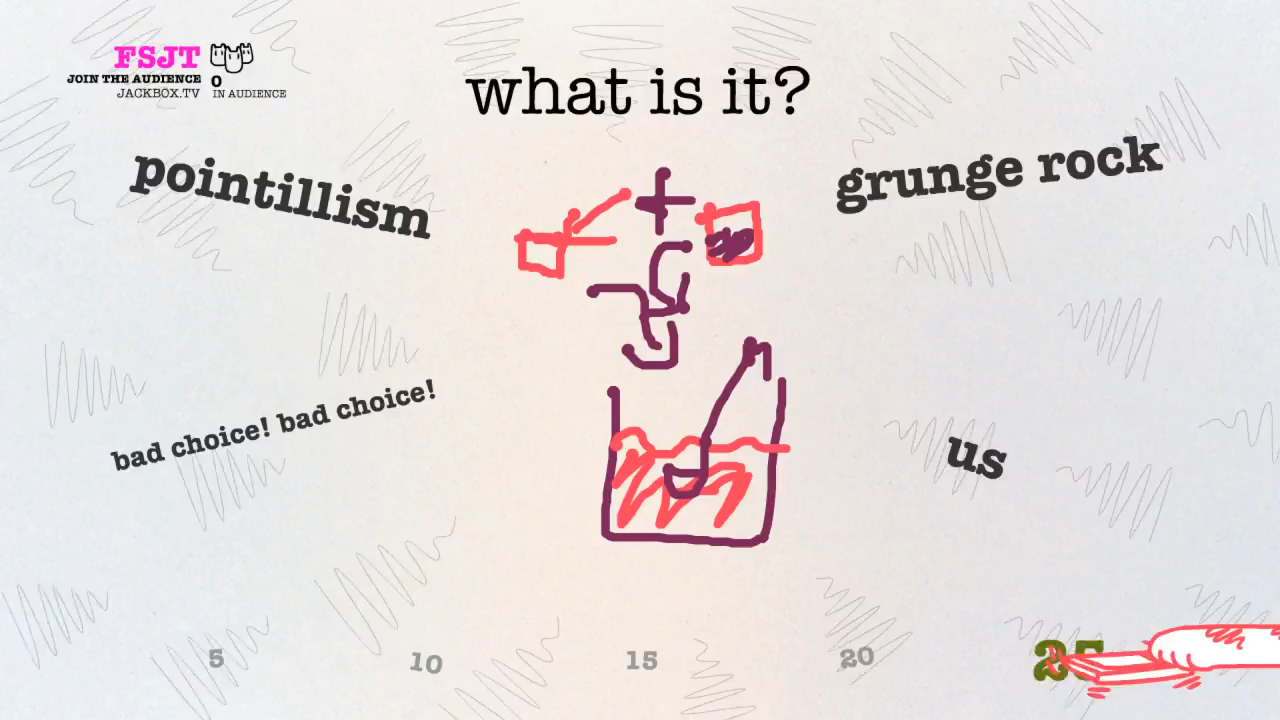 FSJT
JOIN THE AUDIENCE 0
JACKBOX.TV IN AUDIENCE
what is it?
pointillism
grunge rock
bad choice! bad choice!
us
5 10 15 20